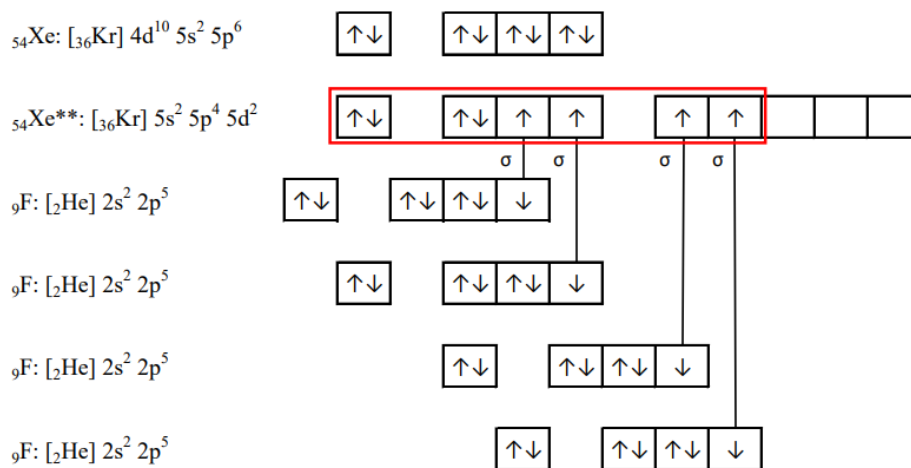 ₅₄Xe: [₃₆Kr] 4d¹⁰ 5s² 5p⁶ ↑↓ ↑↓ ↑↓ ↑↓
₅₄Xe**: [₃₆Kr] 5s² 5p⁴ 5d² ↑↓ ↑↓ ↑ ↑ ↑ ↑
σ σ σ σ
₉F: [₂He] 2s² 2p⁵ ↑↓ ↑↓ ↑↓ ↓
₉F: [₂He] 2s² 2p⁵ ↑↓ ↑↓ ↑↓ ↓
₉F: [₂He] 2s² 2p⁵ ↑↓ ↑↓ ↑↓ ↓
₉F: [₂He] 2s² 2p⁵ ↑↓ ↑↓ ↑↓ ↓